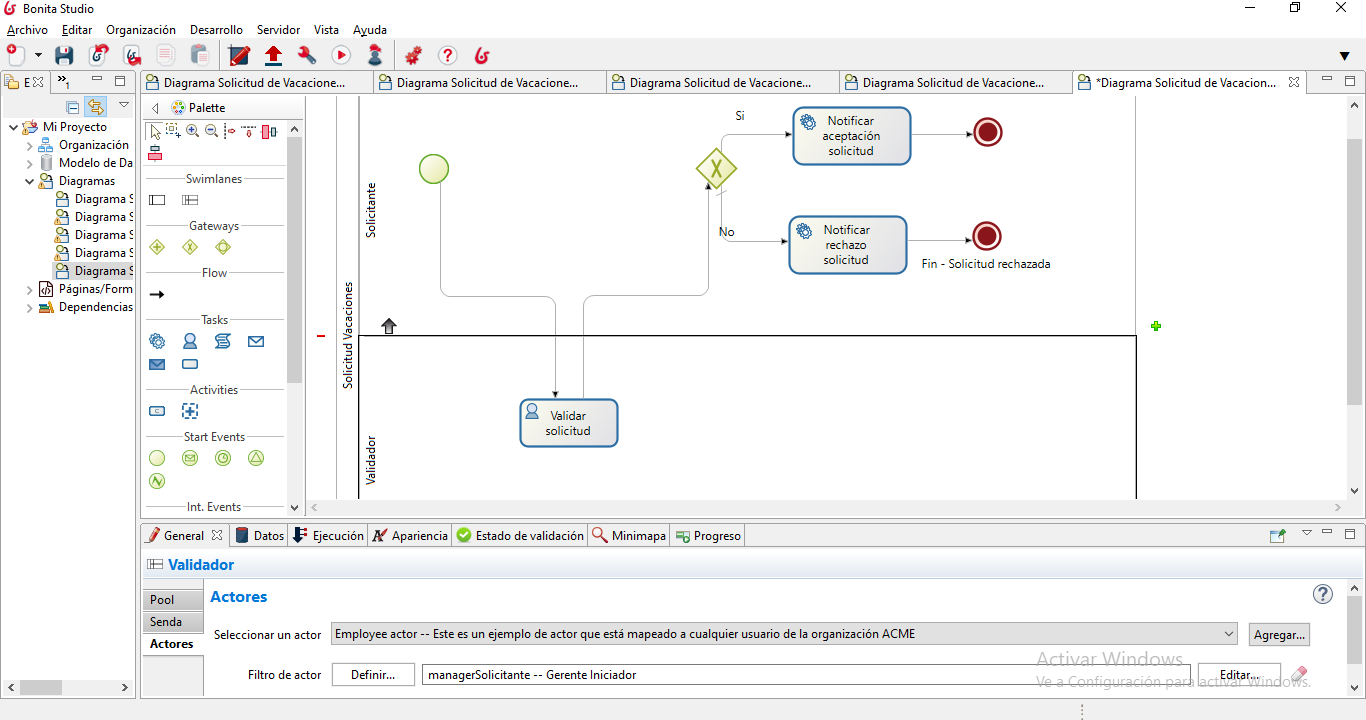 Bonita Studio
Archivo Editar Organización Desarrollo Servidor Vista Ayuda
E
Diagrama Solicitud de Vacacione...
Diagrama Solicitud de Vacacione...
Diagrama Solicitud de Vacacione...
Diagrama Solicitud de Vacacione...
*Diagrama Solicitud de Vacacion...
Mi Proyecto
Organización
Modelo de Da
Diagramas
Diagrama S
Diagrama S
Diagrama S
Diagrama S
Diagrama S
Páginas/Form
Dependencias
Palette
Swimlanes
Gateways
Flow
Tasks
Activities
Start Events
Int. Events
Solicitud Vacaciones
Solicitante
Si
Notificar
aceptación
solicitud
No
Notificar
rechazo
solicitud
Fin - Solicitud rechazada
Validador
Validar
solicitud
General Datos Ejecución Apariencia Estado de validación Minimapa Progreso
Validador
Pool
Senda
Actores
Actores
Seleccionar un actor
Employee actor -- Este es un ejemplo de actor que está mapeado a cualquier usuario de la organización ACME
Agregar...
Filtro de actor
Definir...
managerSolicitante -- Gerente Iniciador
Editar...
Activar Windows
Ve a Configuración para activar Windows.